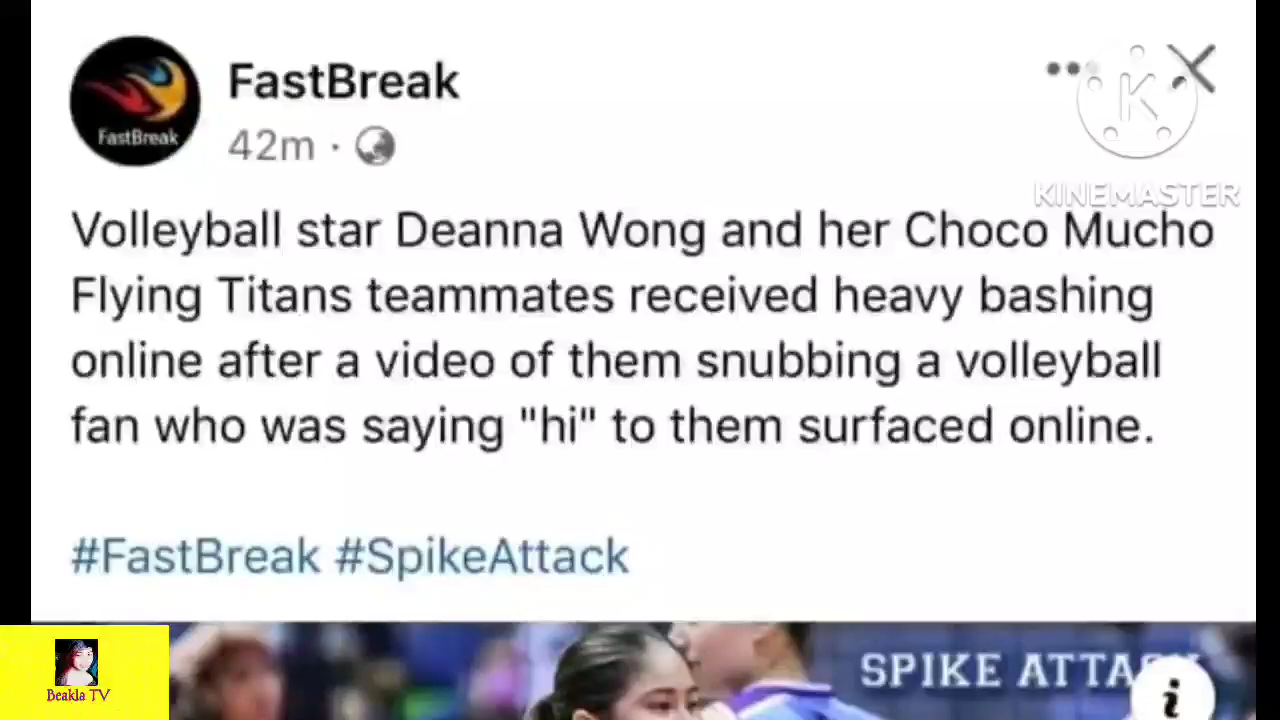 FastBreak
FastBreak
42m ·
KINEMASTER
Volleyball star Deanna Wong and her Choco Mucho
Flying Titans teammates received heavy bashing
online after a video of them snubbing a volleyball
fan who was saying "hi" to them surfaced online.
#FastBreak #SpikeAttack
SPIKE ATTACK
i
Beakla TV